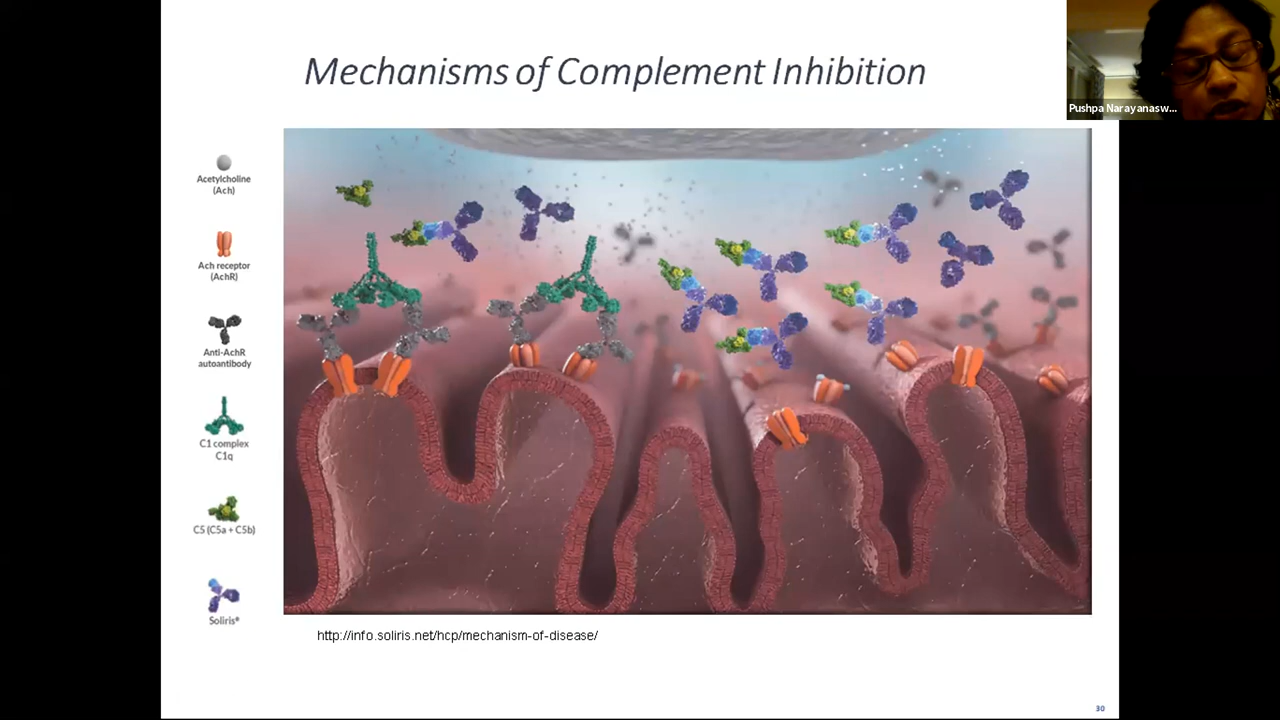 Mechanisms of Complement Inhibition
Pushpa Narayanasw...
Acetylcholine
(Ach)
Ach receptor
(AchR)
Anti-AchR
autoantibody
C1 complex
C1q
C5 (C5a + C5b)
Soliris®
http://info.soliris.net/hcp/mechanism-of-disease/
30